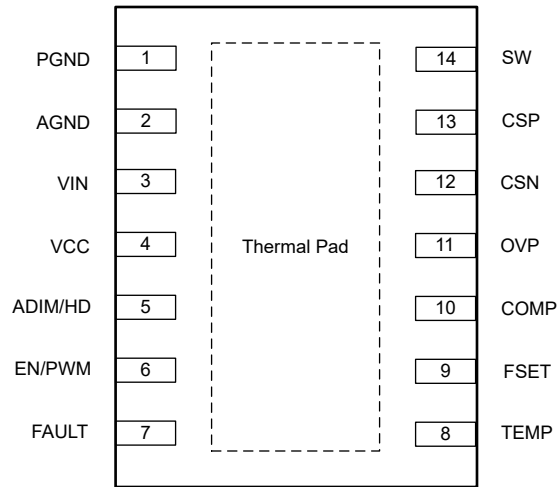 PGND 1 14 SW
AGND 2 13 CSP
VIN 3 12 CSN
VCC 4 Thermal Pad 11 OVP
ADIM/HD 5 10 COMP
EN/PWM 6 9 FSET
FAULT 7 8 TEMP